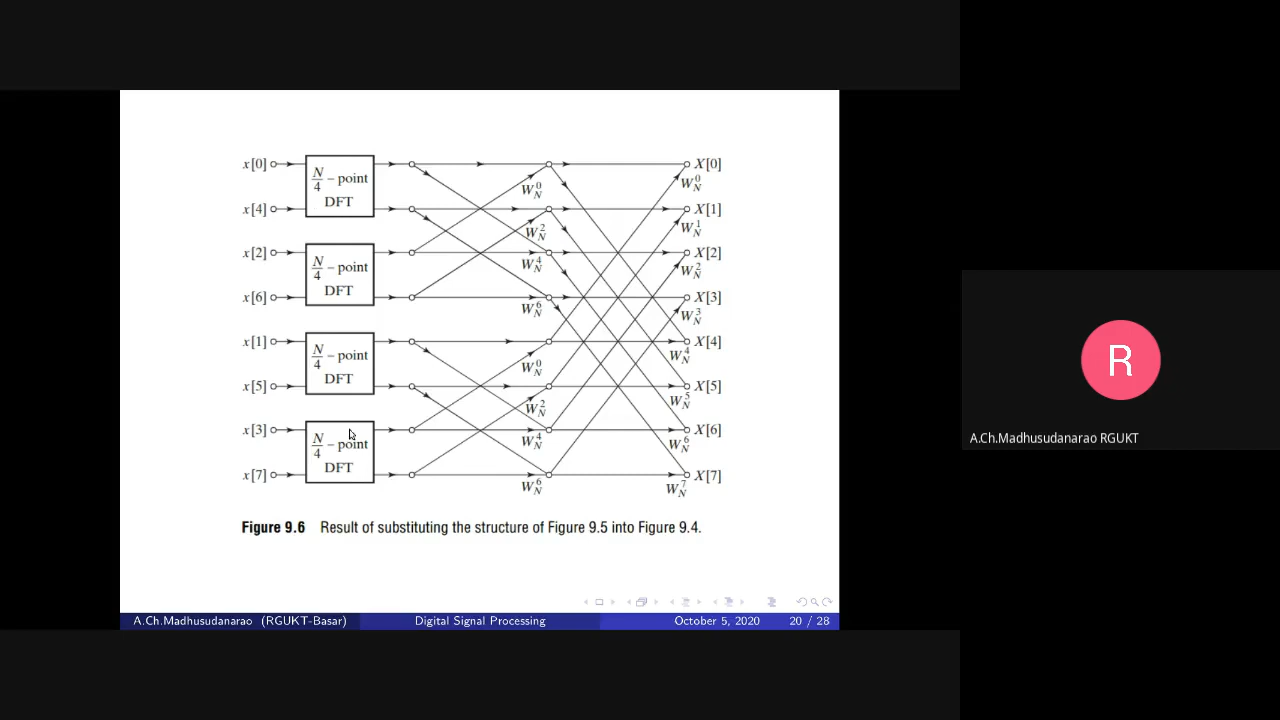 x[0] N/4 – point DFT X[0]
W_N^0 W_N^0
x[4] X[1]
W_N^2 W_N^1
x[2] N/4 – point DFT X[2]
W_N^4 W_N^2
x[6] X[3]
W_N^6 W_N^3
x[1] N/4 – point DFT X[4]
W_N^0 W_N^4
x[5] X[5]
W_N^2 W_N^5
x[3] N/4 – point DFT X[6]
W_N^4 W_N^6
x[7] X[7]
W_N^6 W_N^7
Figure 9.6 Result of substituting the structure of Figure 9.5 into Figure 9.4.
A.Ch.Madhusudanarao (RGUKT-Basar) Digital Signal Processing October 5, 2020 20 / 28
R
A.Ch.Madhusudanarao RGUKT